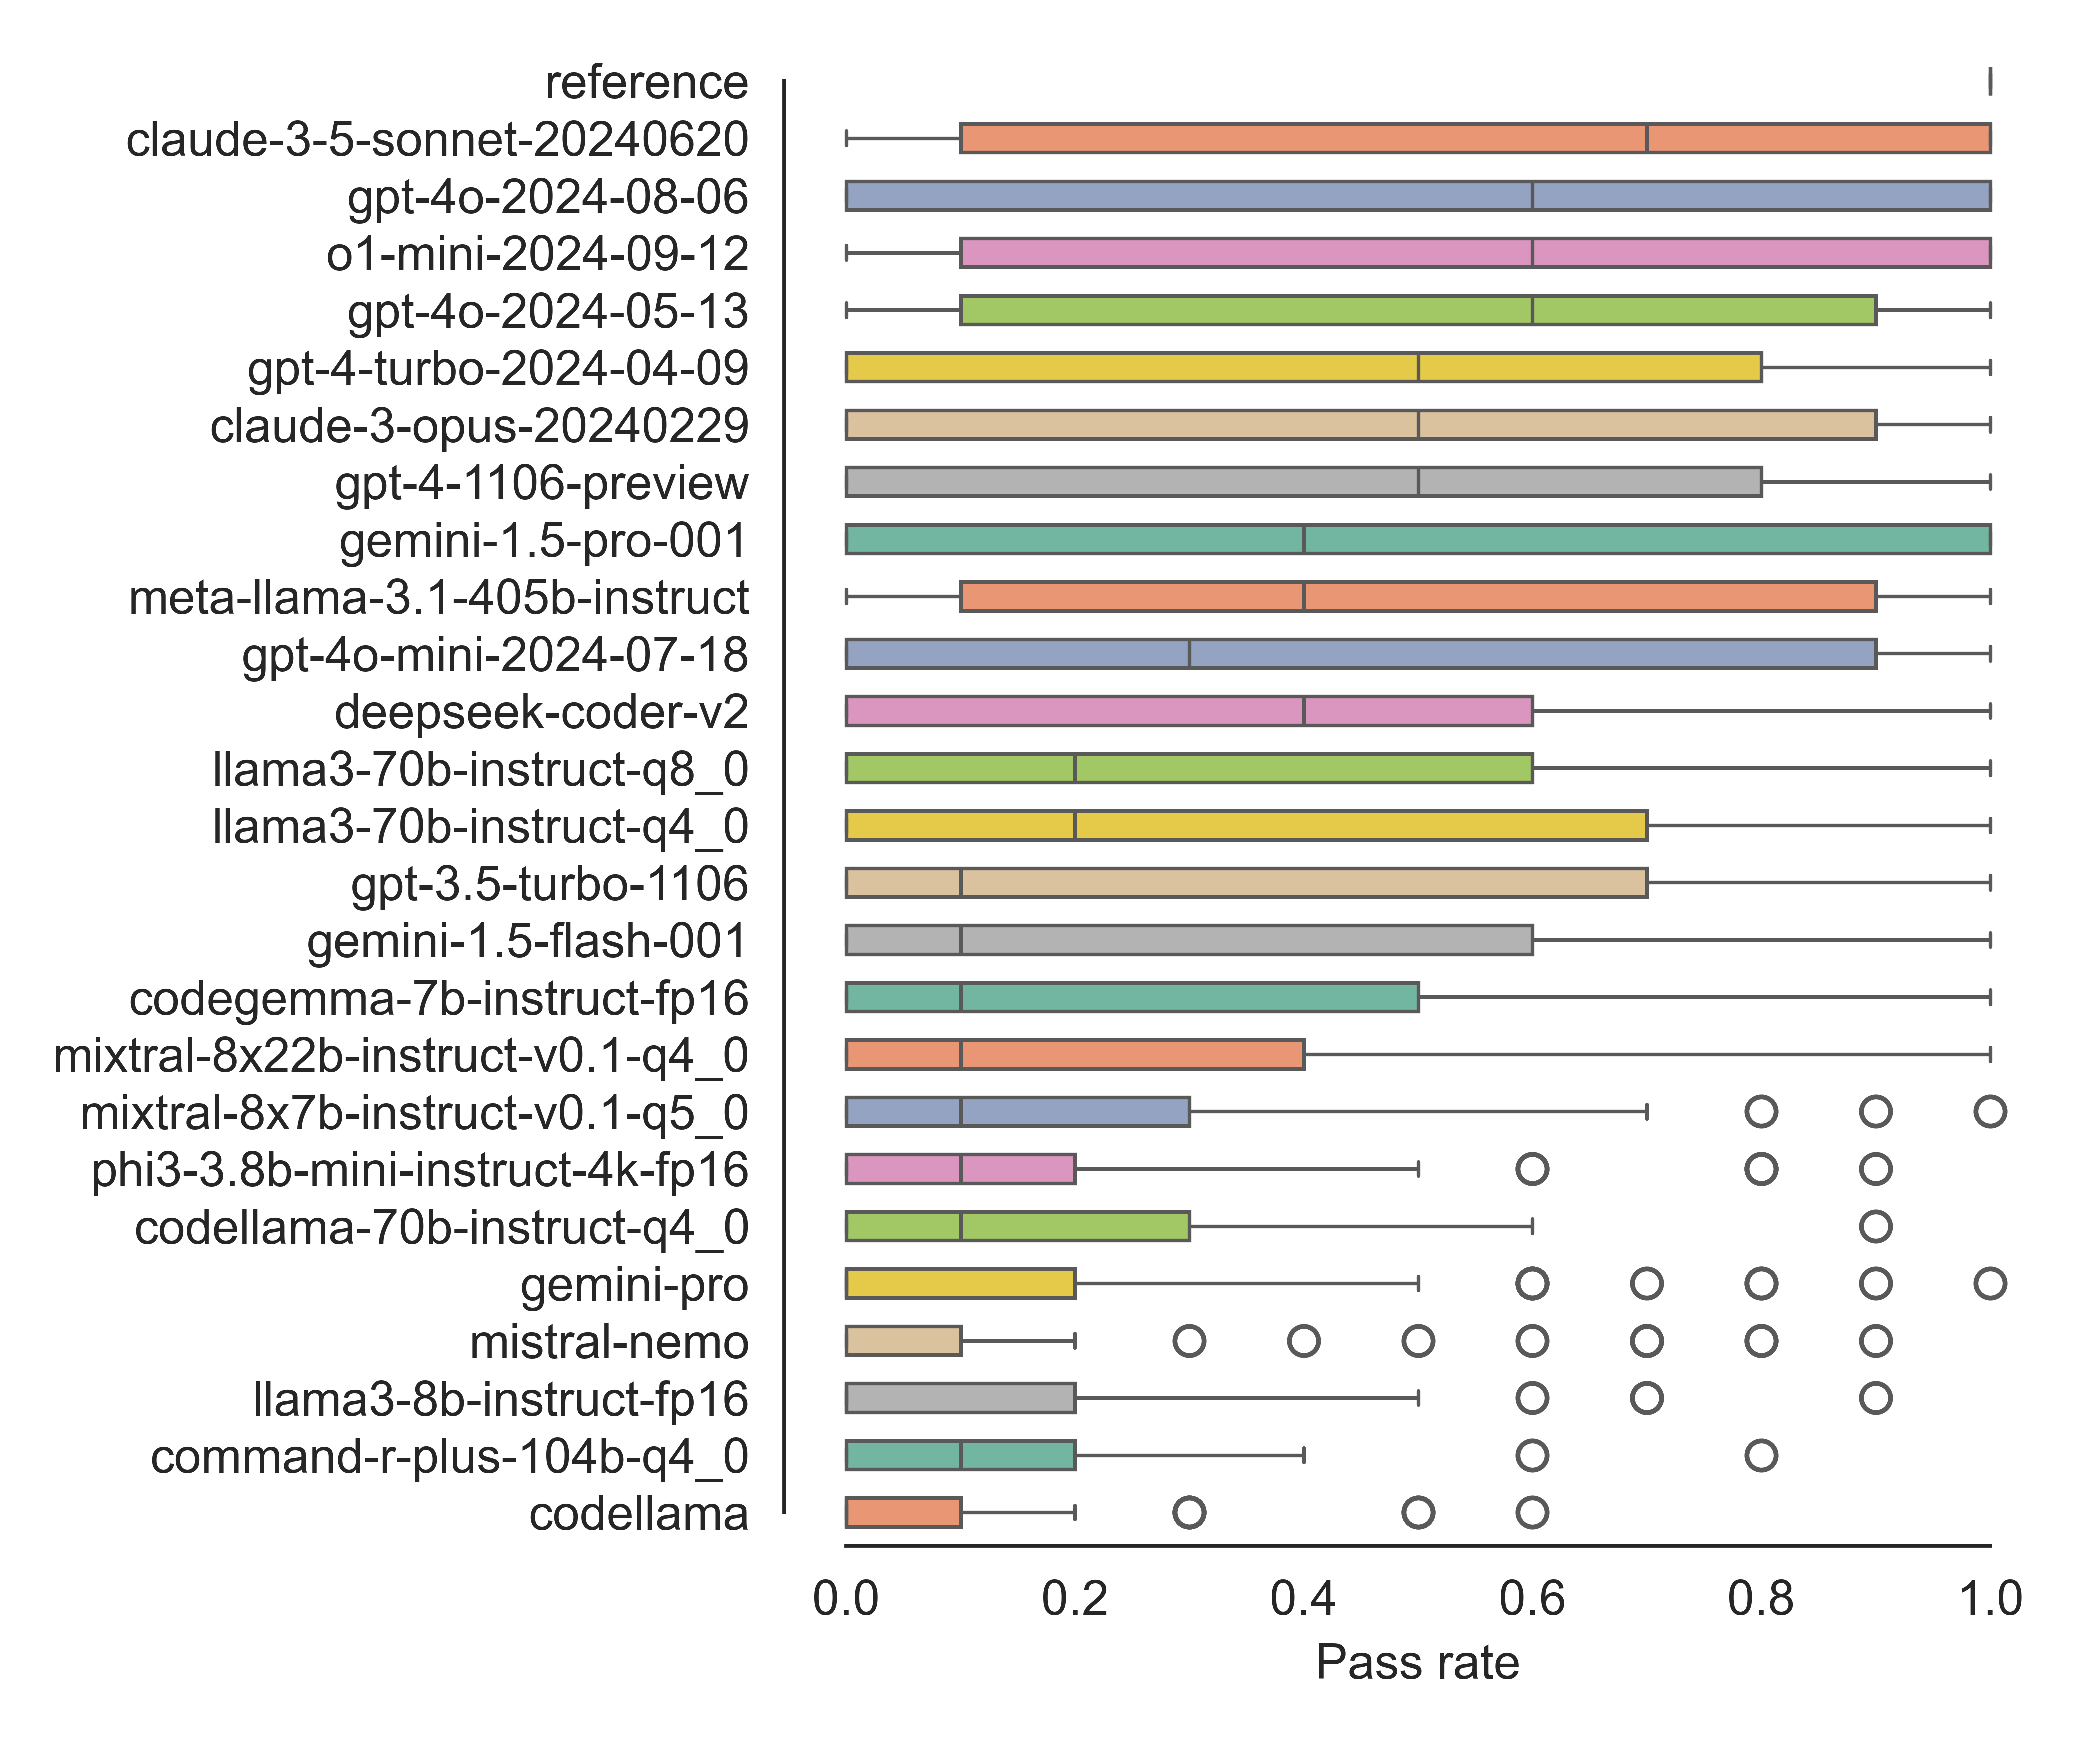 reference
claude-3-5-sonnet-20240620
gpt-4o-2024-08-06
o1-mini-2024-09-12
gpt-4o-2024-05-13
gpt-4-turbo-2024-04-09
claude-3-opus-20240229
gpt-4-1106-preview
gemini-1.5-pro-001
meta-llama-3.1-405b-instruct
gpt-4o-mini-2024-07-18
deepseek-coder-v2
llama3-70b-instruct-q8_0
llama3-70b-instruct-q4_0
gpt-3.5-turbo-1106
gemini-1.5-flash-001
codegemma-7b-instruct-fp16
mixtral-8x22b-instruct-v0.1-q4_0
mixtral-8x7b-instruct-v0.1-q5_0
phi3-3.8b-mini-instruct-4k-fp16
codellama-70b-instruct-q4_0
gemini-pro
mistral-nemo
llama3-8b-instruct-fp16
command-r-plus-104b-q4_0
codellama
0.0 0.2 0.4 0.6 0.8 1.0
Pass rate